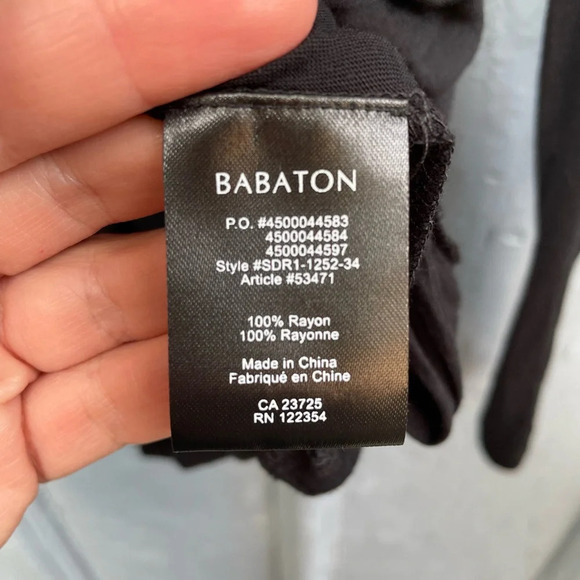 BABATON
P.O. #4500044583
4500044584
4500044597
Style #SDR1-1252-34
Article #53471
100% Rayon
100% Rayonne
Made in China
Fabriqué en Chine
CA 23725
RN 122354